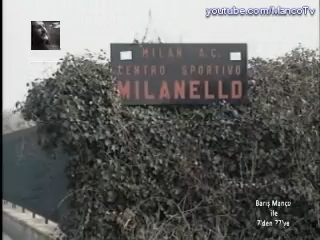 youtube.com/MancoTv
MILAN A.C.
CENTRO SPORTIVO
MILANELLO
Barış Manço
ile
7'den 77'ye